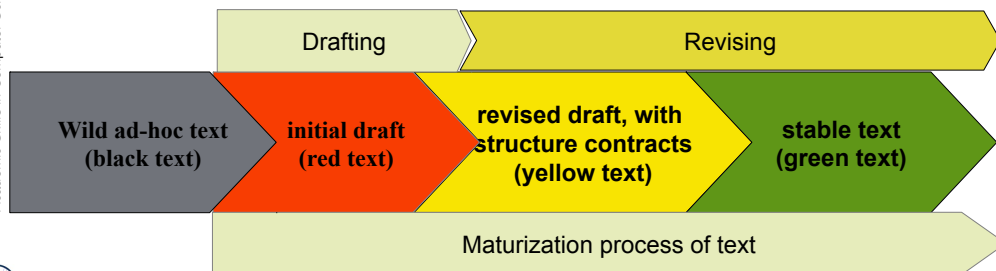 Drafting
Revising
Wild ad-hoc text
(black text)
initial draft
(red text)
revised draft, with
structure contracts
(yellow text)
stable text
(green text)
Maturization process of text